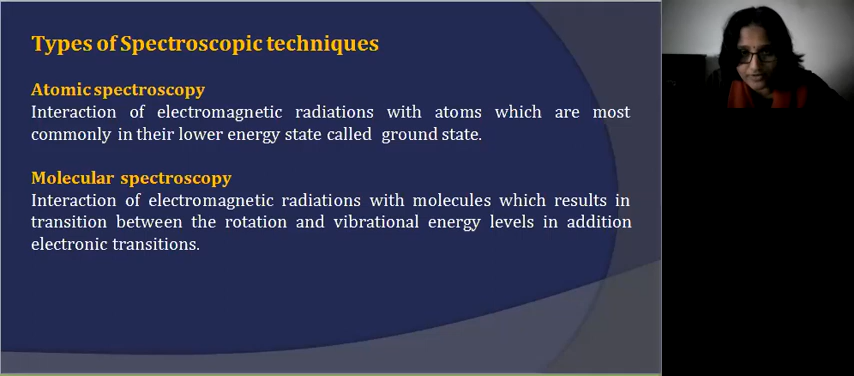 Types of Spectroscopic techniques
Atomic spectroscopy
Interaction of electromagnetic radiations with atoms which are most
commonly in their lower energy state called ground state.
Molecular spectroscopy
Interaction of electromagnetic radiations with molecules which results in
transition between the rotation and vibrational energy levels in addition
electronic transitions.